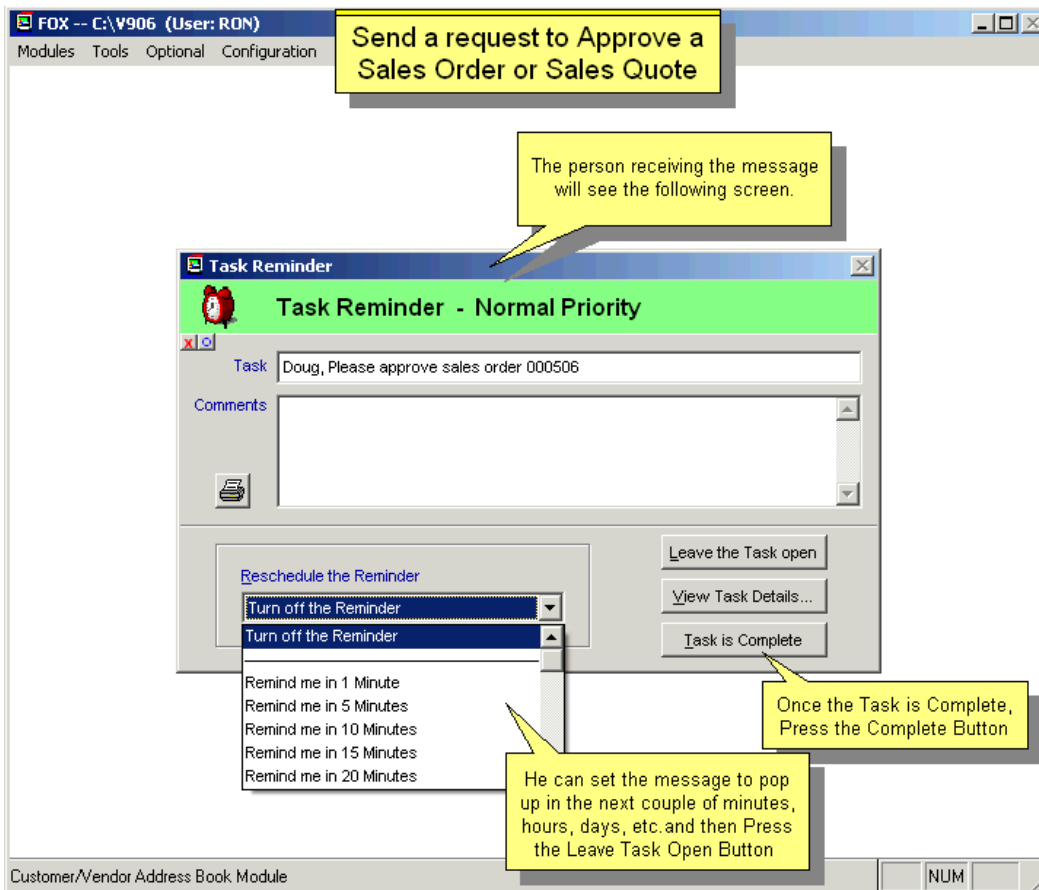 FOX -- C:\V906 (User: RON)
Modules Tools Optional Configuration
Send a request to Approve a
Sales Order or Sales Quote
The person receiving the message
will see the following screen.
Task Reminder
Task Reminder - Normal Priority
Task
Doug, Please approve sales order 000506
Comments
Leave the Task open
Reschedule the Reminder
View Task Details...
Turn off the Reminder
Turn off the Reminder
Task is Complete
Remind me in 1 Minute
Remind me in 5 Minutes
Remind me in 10 Minutes
Remind me in 15 Minutes
Remind me in 20 Minutes
Once the Task is Complete,
Press the Complete Button
He can set the message to pop
up in the next couple of minutes,
hours, days, etc.and then Press
the Leave Task Open Button
Customer/Vendor Address Book Module
NUM